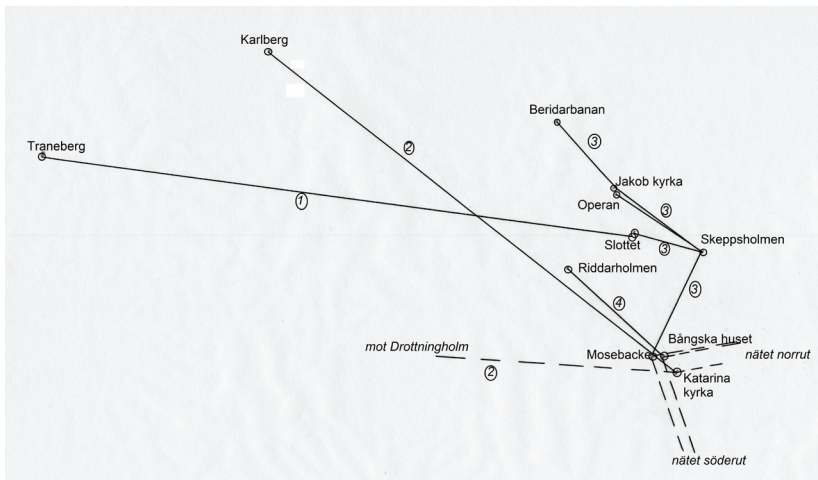 Karlberg
Beridarbanan
2
3
Traneberg
Jakob kyrka
1
Operan
3
Slottet
3
Skeppsholmen
Riddarholmen
3
4
mot Drottningholm
Mosebacke
Bångska huset
nätet norrut
2
Katarina
kyrka
nätet söderut